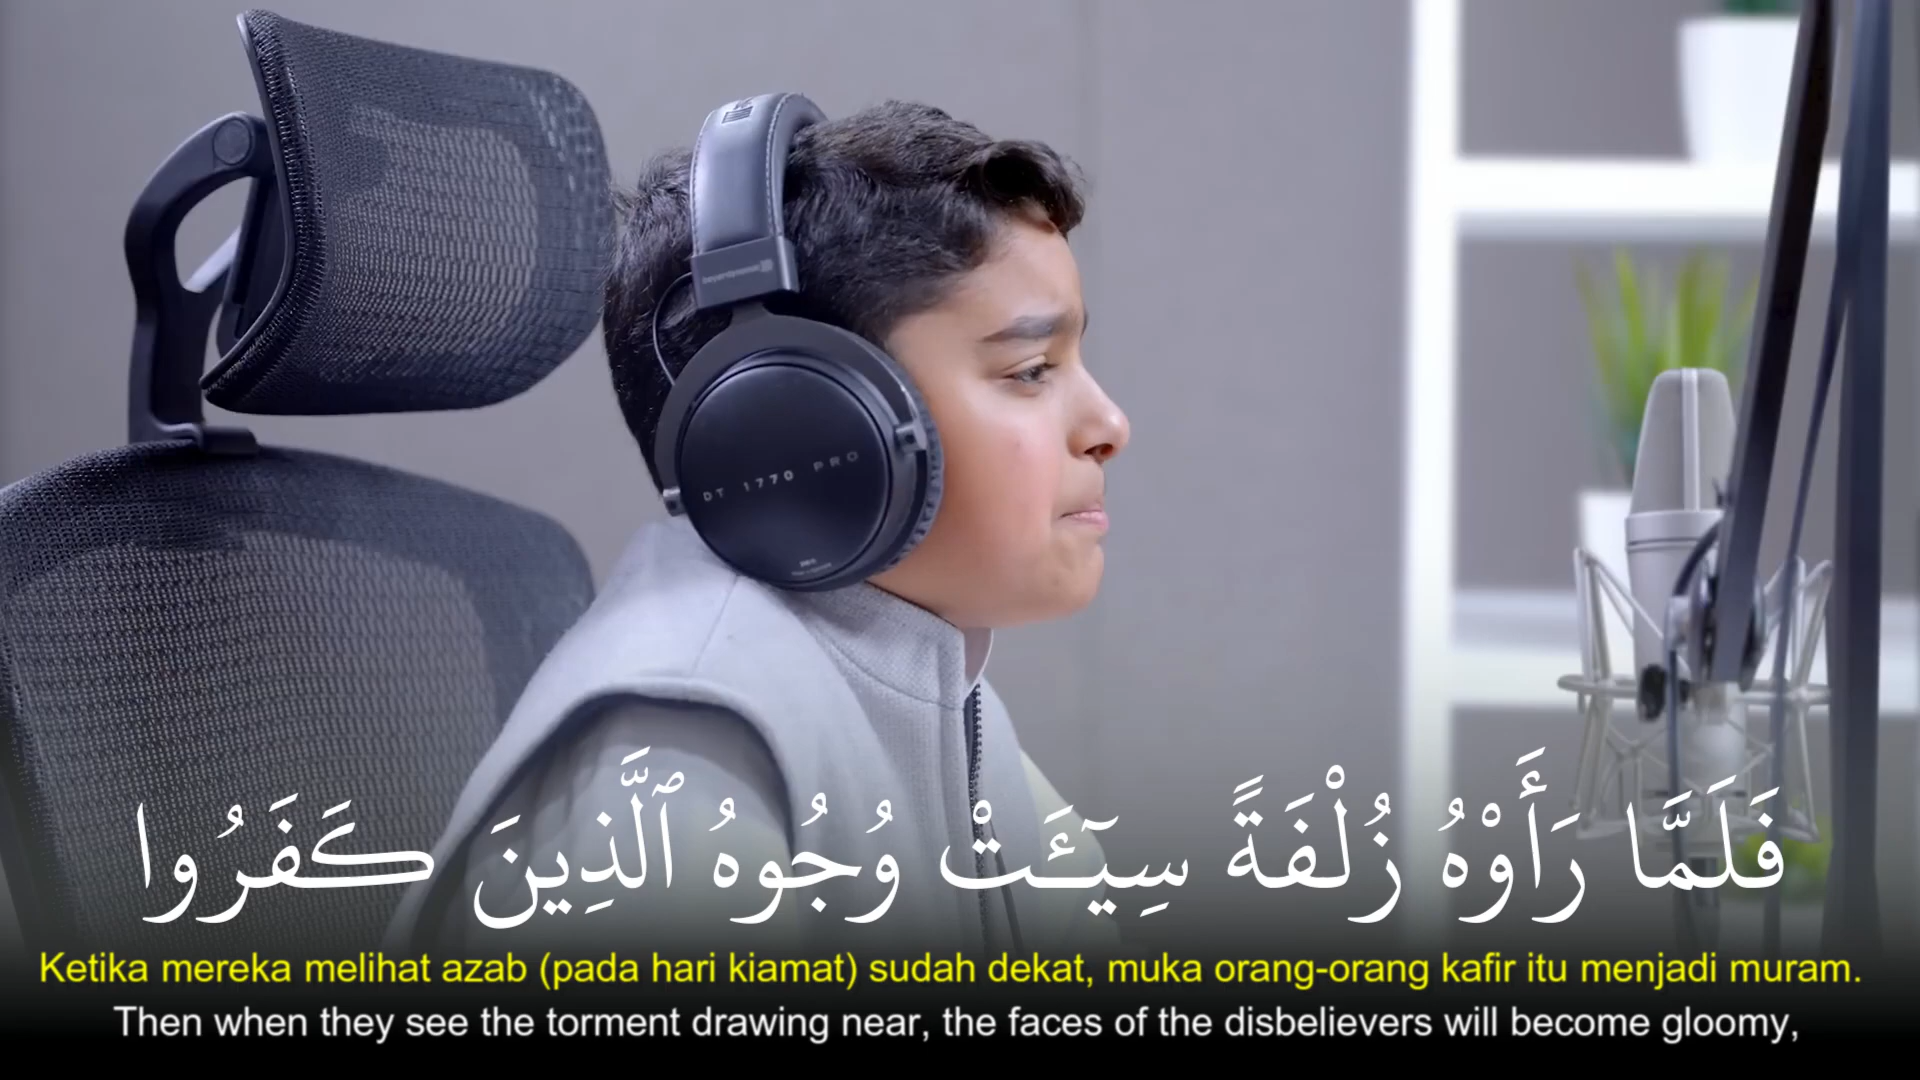 beyerdynamic
DT 1770 PRO
فَلَمَّا رَأَوْهُ زُلْفَةً سِيٓـَٔتْ وُجُوهُ ٱلَّذِينَ كَفَرُوا
Ketika mereka melihat azab (pada hari kiamat) sudah dekat, muka orang-orang kafir itu menjadi muram.
Then when they see the torment drawing near, the faces of the disbelievers will become gloomy,